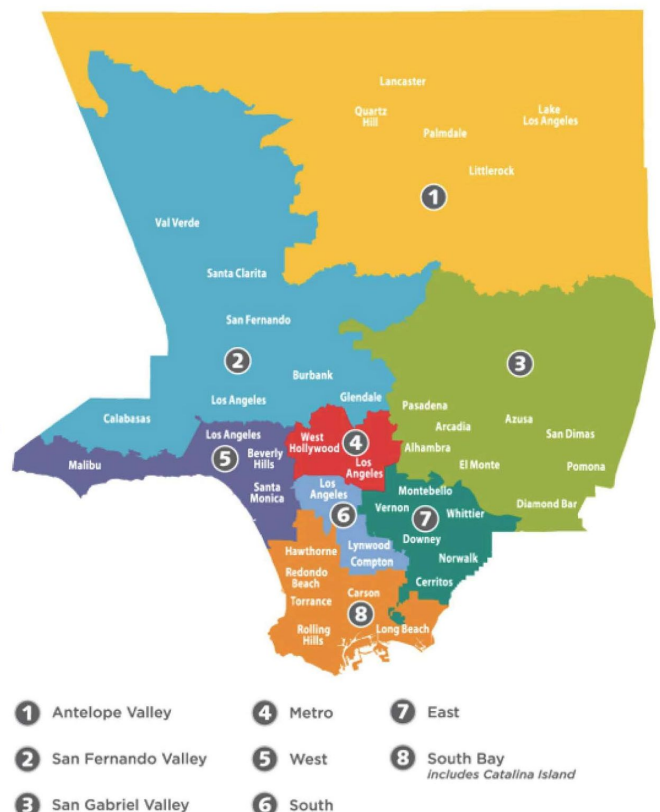 Lancaster
Quartz
Hill
Lake
Los Angeles
Palmdale
Littlerock
1
Val Verde
Santa Clarita
San Fernando
2
3
Burbank
Los Angeles
Glendale
Calabasas
Pasadena
Arcadia
Azusa
San Dimas
Alhambra
El Monte
Pomona
Diamond Bar
Los Angeles
5
Beverly
Hills
Malibu
Santa
Monica
West
Hollywood
4
Los
Angeles
Los
Angeles
6
Lynwood
Compton
Montebello
Vernon
7
Whittier
Downey
Norwalk
Cerritos
Hawthorne
Redondo
Beach
Torrance
Carson
8
Rolling
Hills
Long Beach
1 Antelope Valley
2 San Fernando Valley
3 San Gabriel Valley
4 Metro
5 West
6 South
7 East
8 South Bay
includes Catalina Island